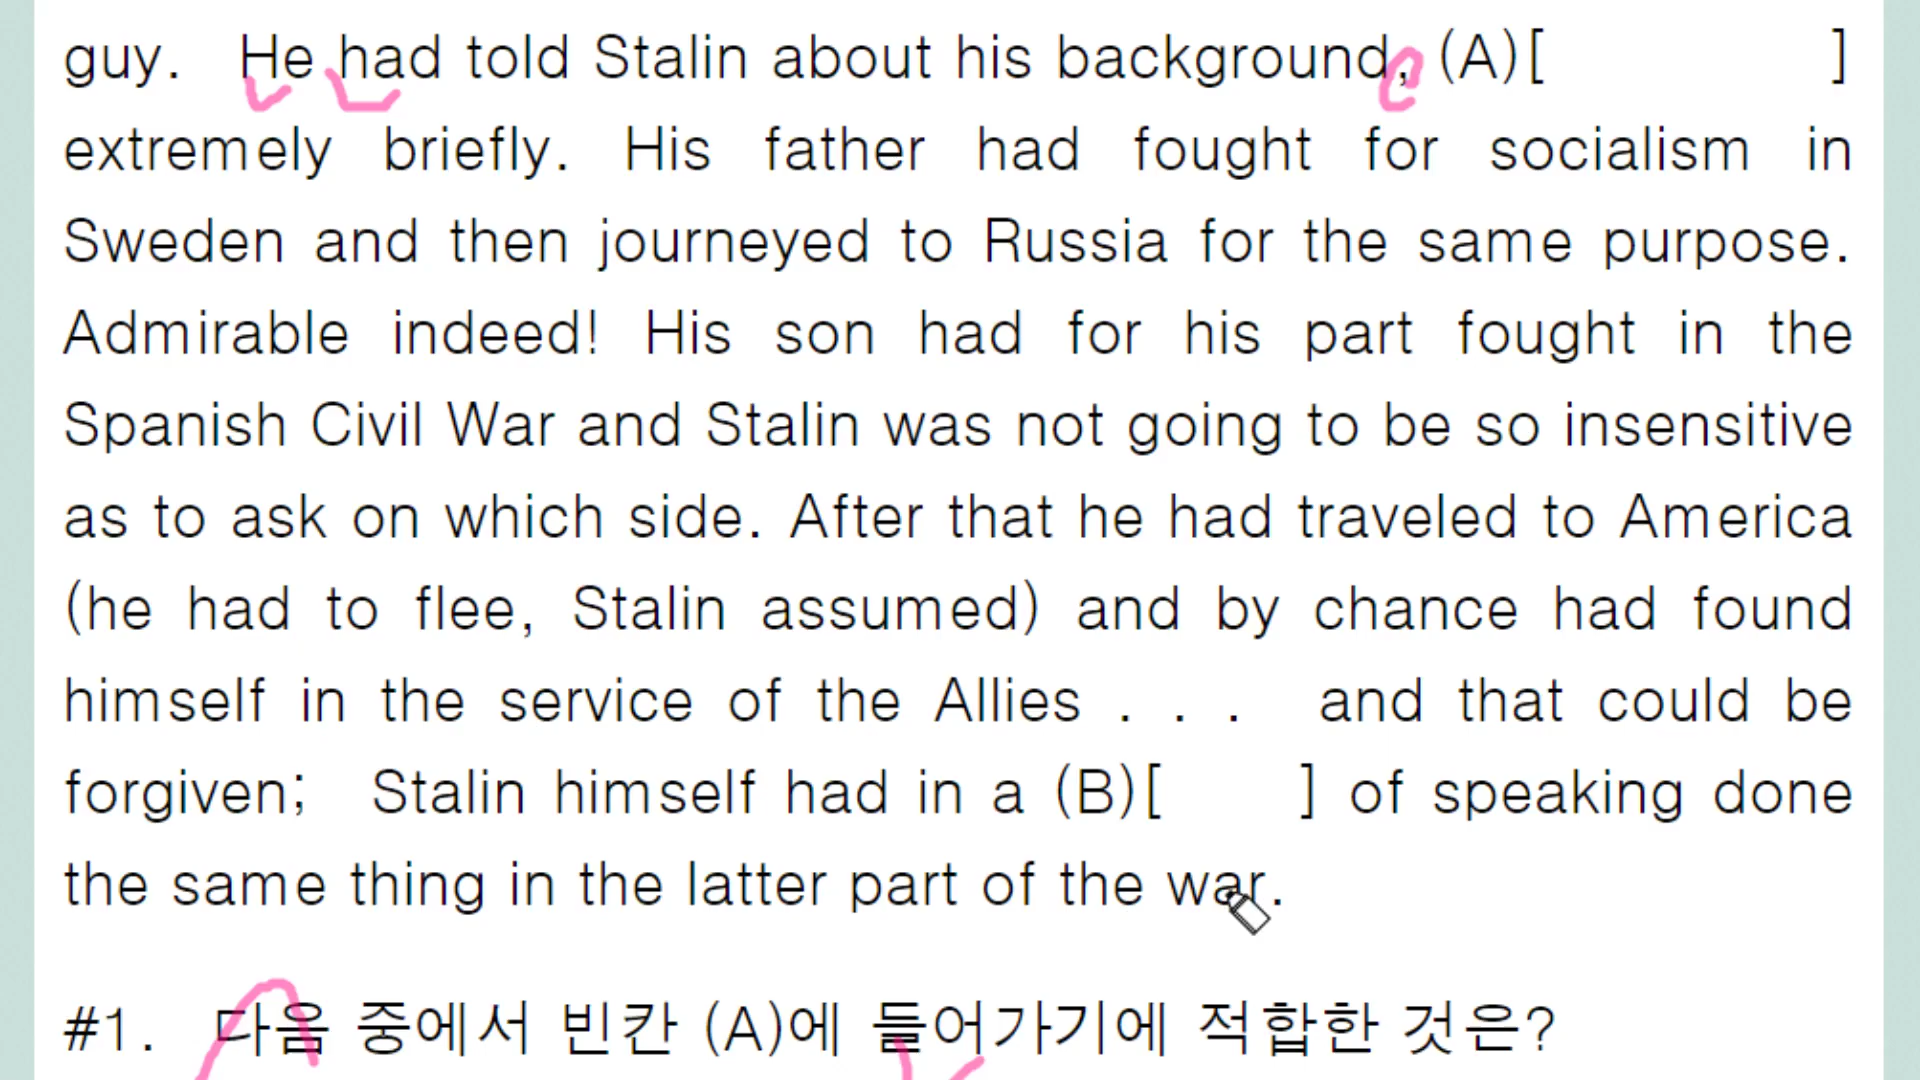 guy. He had told Stalin about his background, (A)[ ]
extremely briefly. His father had fought for socialism in
Sweden and then journeyed to Russia for the same purpose.
Admirable indeed! His son had for his part fought in the
Spanish Civil War and Stalin was not going to be so insensitive
as to ask on which side. After that he had traveled to America
(he had to flee, Stalin assumed) and by chance had found
himself in the service of the Allies . . . and that could be
forgiven; Stalin himself had in a (B)[ ] of speaking done
the same thing in the latter part of the war.
#1. 다음 중에서 빈칸 (A)에 들어가기에 적합한 것은?